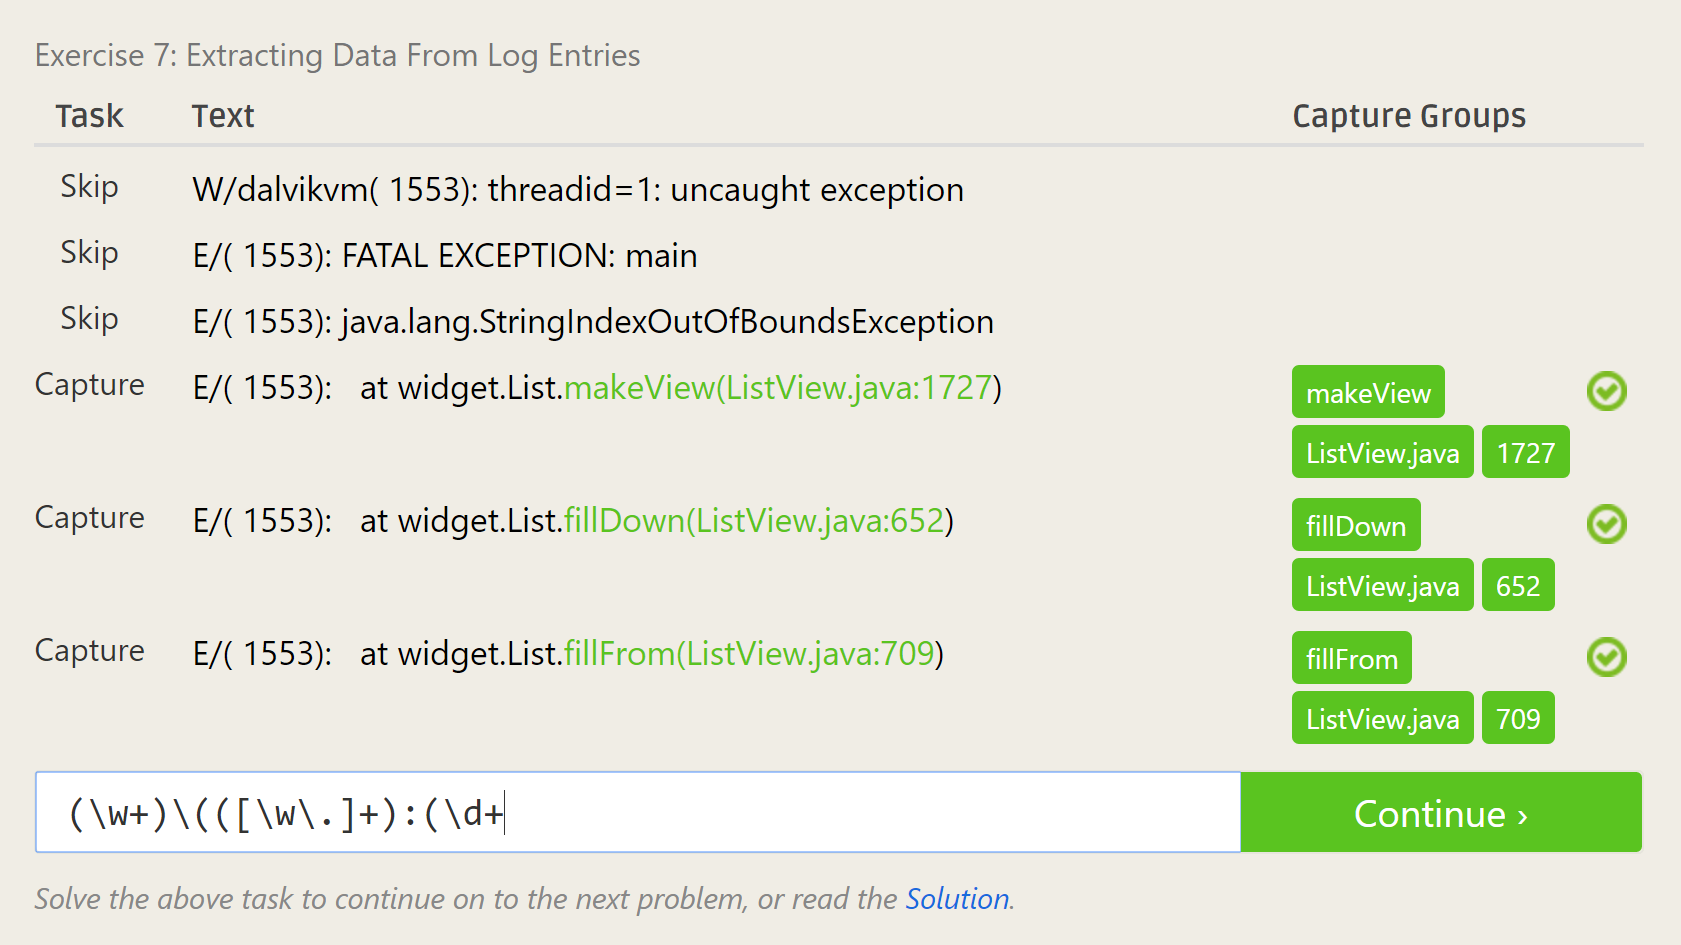 Exercise 7: Extracting Data From Log Entries
Task Text Capture Groups
Skip W/dalvikvm( 1553): threadid=1: uncaught exception
Skip E/( 1553): FATAL EXCEPTION: main
Skip E/( 1553): java.lang.StringIndexOutOfBoundsException
Capture E/( 1553):   at widget.List.makeView(ListView.java:1727) makeView
ListView.java 1727
Capture E/( 1553):   at widget.List.fillDown(ListView.java:652) fillDown
ListView.java 652
Capture E/( 1553):   at widget.List.fillFrom(ListView.java:709) fillFrom
ListView.java 709
(\w+)\(([\w\.]+):(\d+ Continue ›
Solve the above task to continue on to the next problem, or read the Solution.